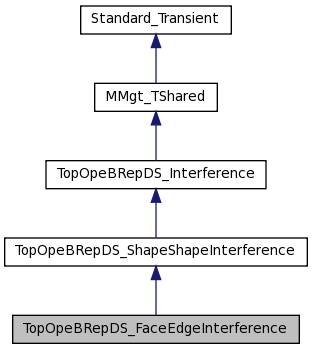 Standard_Transient
MMgt_TShared
TopOpeBRepDS_Interference
TopOpeBRepDS_ShapeShapeInterference
TopOpeBRepDS_FaceEdgeInterference